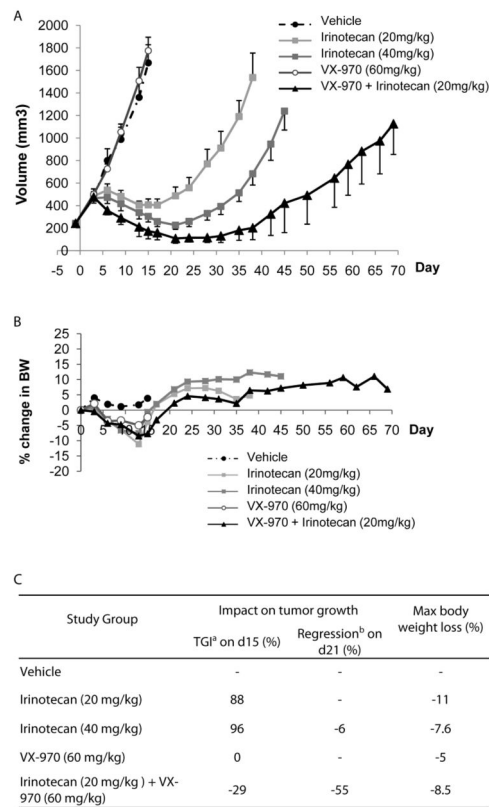 A
Vehicle
Irinotecan (20mg/kg)
Irinotecan (40mg/kg)
VX-970 (60mg/kg)
VX-970 + Irinotecan (20mg/kg)
2000
1800
1600
1400
1200
1000
800
600
400
200
0
Volume (mm3)
-5 0 5 10 15 20 25 30 35 40 45 50 55 60 65 70
Day
B
25
20
15
10
5
0
-5
-10
-15
-20
% change in BW
0 5 10 15 20 25 30 35 40 45 50 55 60 65 70
Day
Vehicle
Irinotecan (20mg/kg)
Irinotecan (40mg/kg)
VX-970 (60mg/kg)
VX-970 + Irinotecan (20mg/kg)
C
Study Group Impact on tumor growth Max body weight loss (%)
TGIa on d15 (%) Regressionb on d21 (%)
Vehicle - - -
Irinotecan (20 mg/kg) 88 - -11
Irinotecan (40 mg/kg) 96 -6 -7.6
VX-970 (60 mg/kg) 0 - -5
Irinotecan (20 mg/kg ) + VX-
970 (60 mg/kg) -29 -55 -8.5